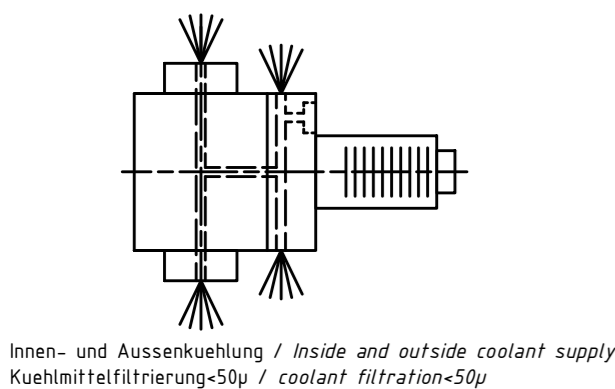 Innen- und Aussenkuehlung / Inside and outside coolant supply
Kuehlmittelfiltrierung<50µ / coolant filtration<50µ